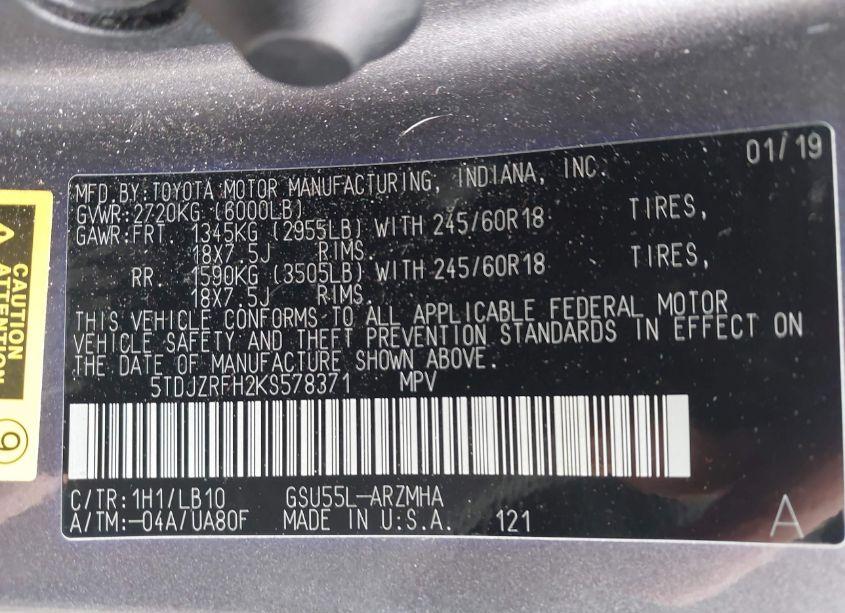 01/19
MFD.BY:TOYOTA MOTOR MANUFACTURING, INDIANA, INC.
GVWR:2720KG (6000LB)
GAWR:FRT. 1345KG (2955LB) WITH 245/60R18 TIRES,
18X7.5J RIMS.
RR. 1590KG (3505LB) WITH 245/60R18 TIRES,
18X7.5J RIMS
THIS VEHICLE CONFORMS TO ALL APPLICABLE FEDERAL MOTOR
VEHICLE SAFETY AND THEFT PREVENTION STANDARDS IN EFFECT ON
THE DATE OF MANUFACTURE SHOWN ABOVE.
5TDJZRFH2KS578371 MPV
C/TR:1H1/LB10 GSU55L-ARZMHA
A/TM:-04A/UA80F MADE IN U.S.A. 121
A
CAUTION
ATTENTION
9